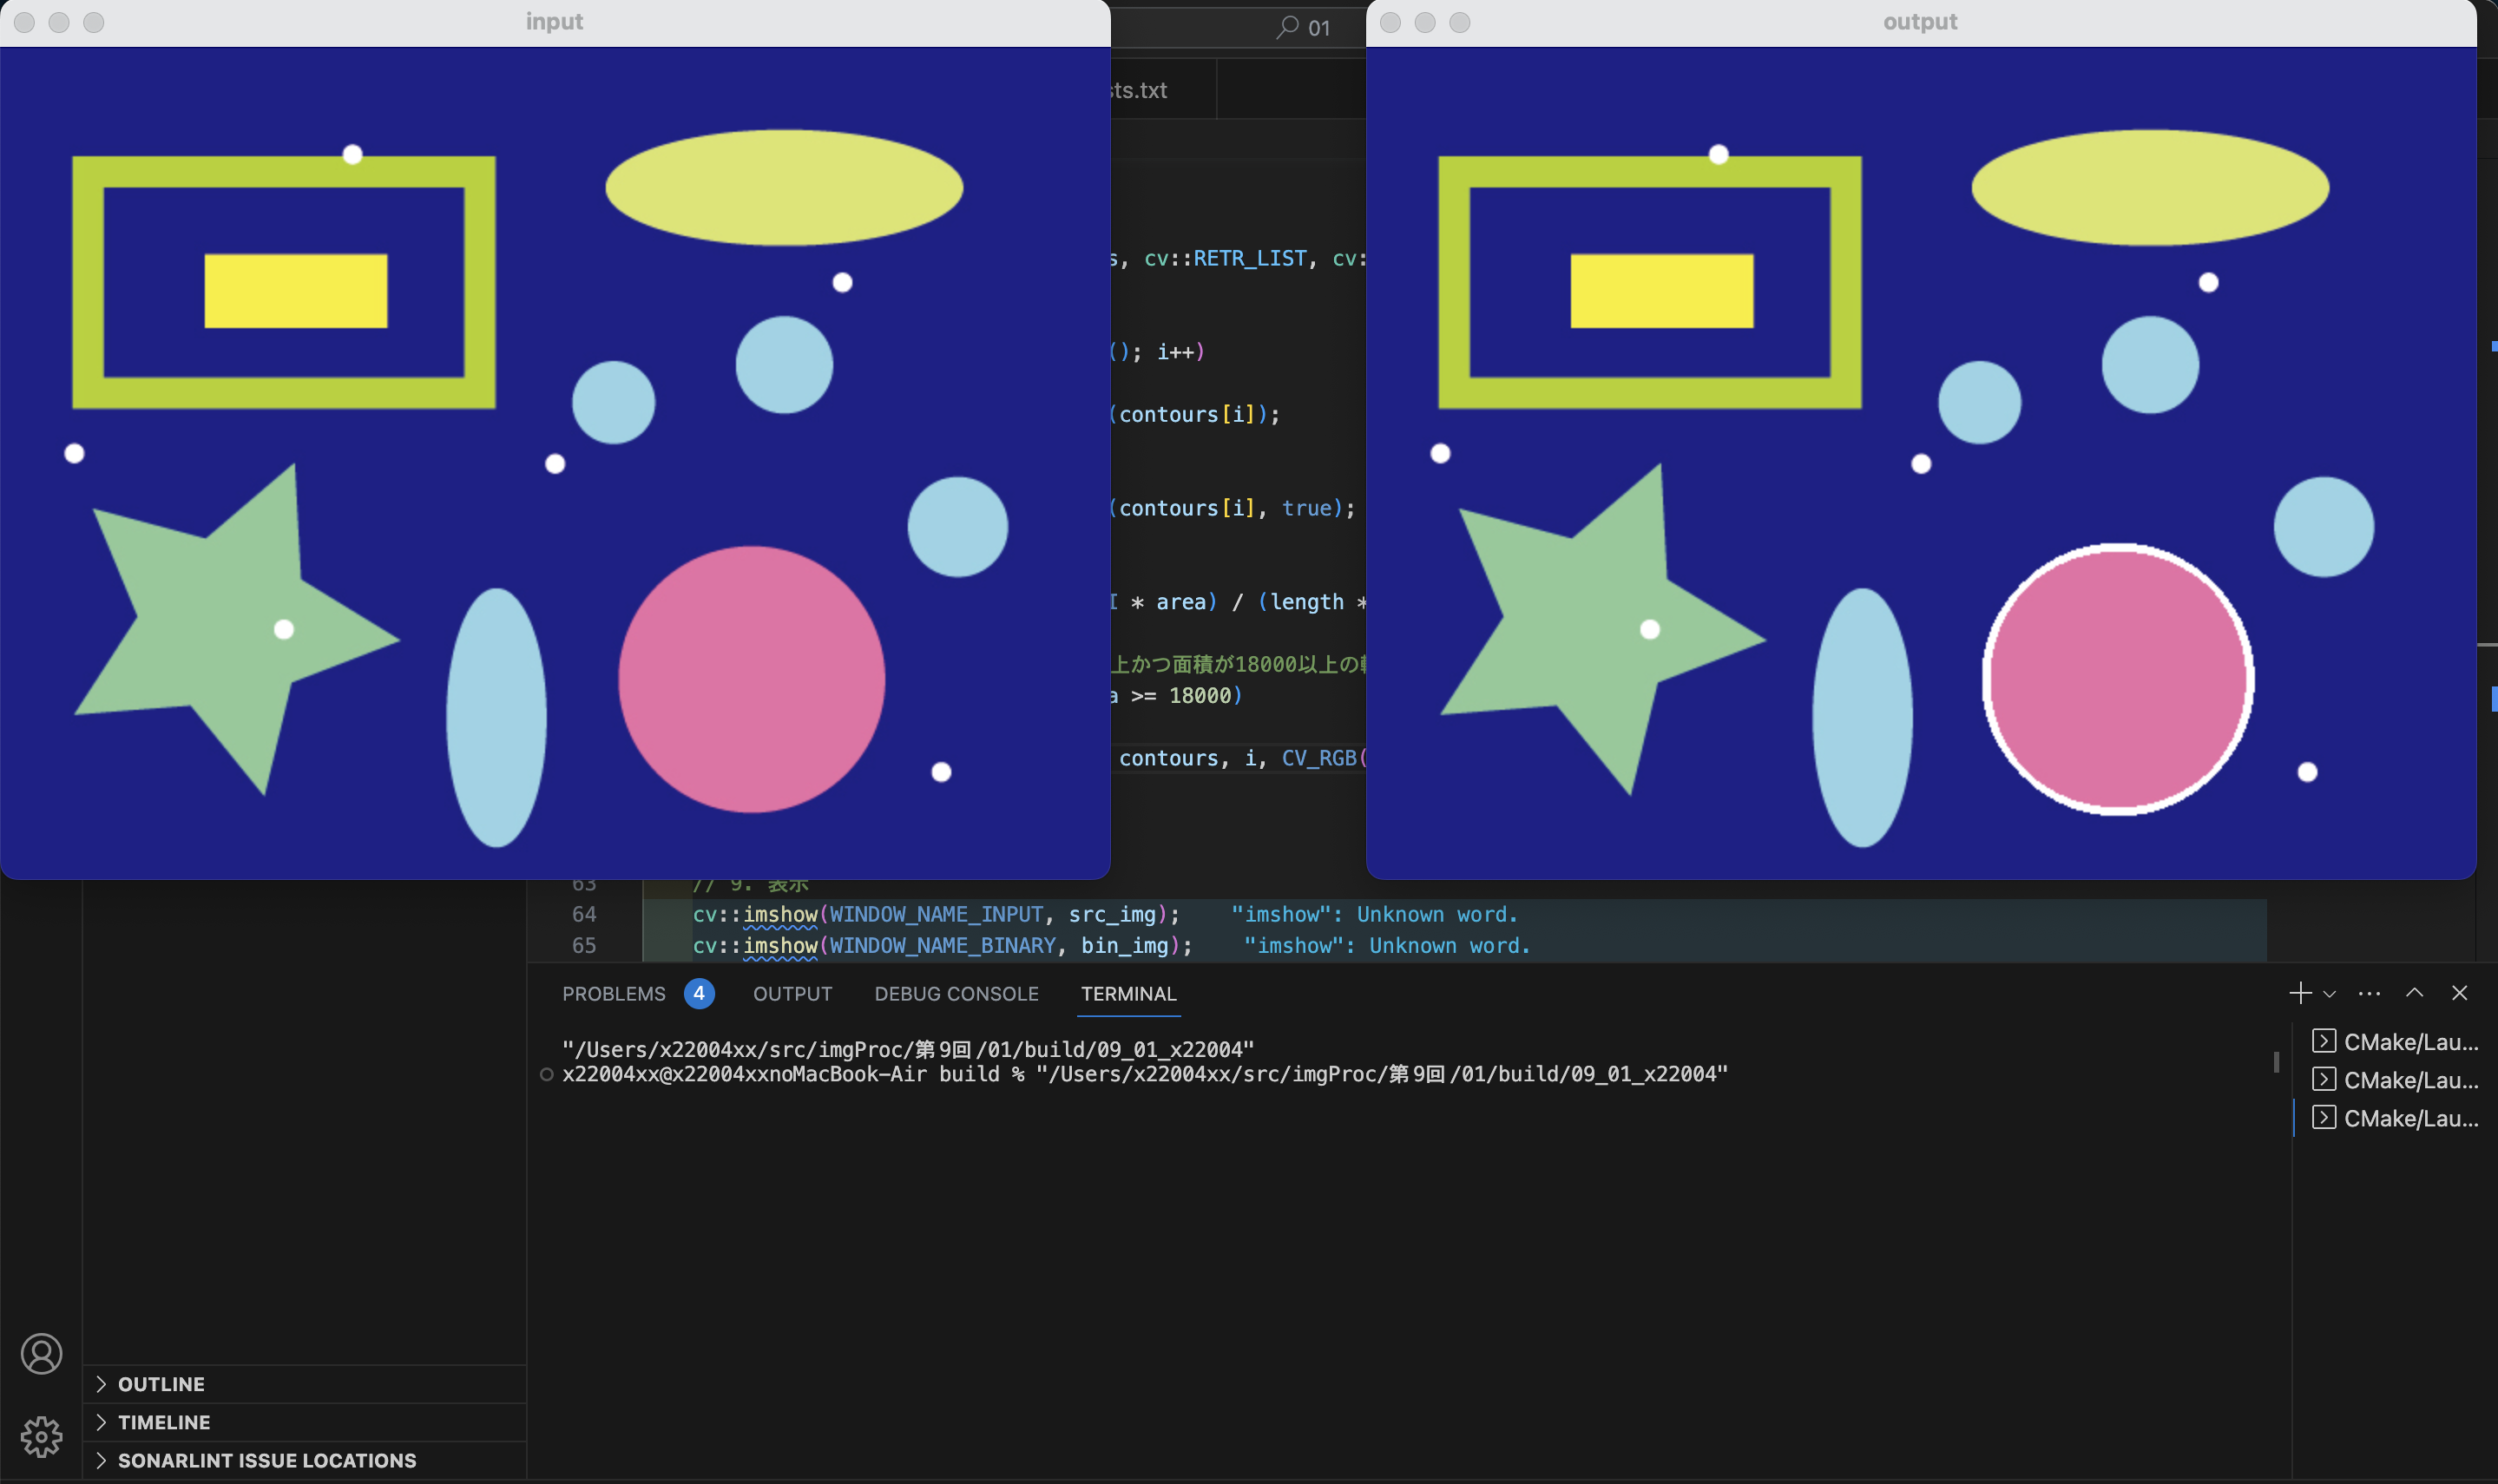 input
01
output
sts.txt
s, cv::RETR_LIST, cv:
(); i++)
(contours[i]);
(contours[i], true);
* area) / (length *
上かつ面積が18000以上の
a >= 18000)
contours, i, CV_RGB(
63 // 9. 表示
64 cv::imshow(WINDOW_NAME_INPUT, src_img); "imshow": Unknown word.
65 cv::imshow(WINDOW_NAME_BINARY, bin_img); "imshow": Unknown word.
PROBLEMS 4 OUTPUT DEBUG CONSOLE TERMINAL
"/Users/x22004xx/src/imgProc/第9回/01/build/09_01_x22004"
x22004xx@x22004xxnoMacBook-Air build % "/Users/x22004xx/src/imgProc/第9回/01/build/09_01_x22004"
CMake/Lau...
CMake/Lau...
CMake/Lau...
OUTLINE
TIMELINE
SONARLINT ISSUE LOCATIONS